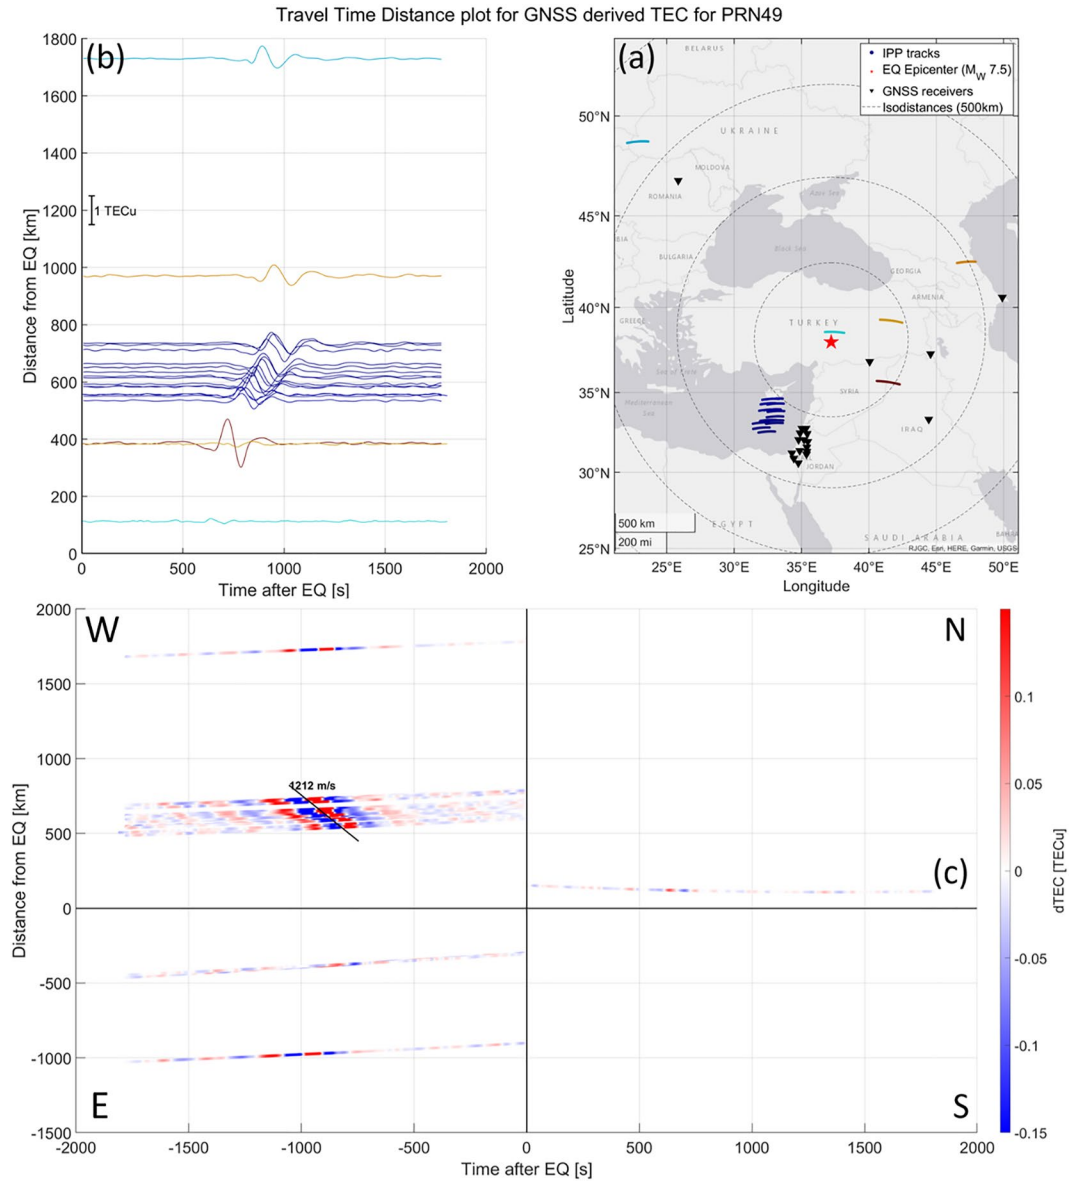 Travel Time Distance plot for GNSS derived TEC for PRN49
(b)
1800
1600
1400
1200
1000
800
600
400
200
0
1 TECu
Distance from EQ [km]
0 500 1000 1500 2000
Time after EQ [s]
(a)
IPP tracks
EQ Epicenter (M_W 7.5)
GNSS receivers
Isodistances (500km)
BELARUS
UKRAINE
MOLDOVA
ROMANIA
BIA
BULGARIA
Black Sea
GEORGIA
ARMENIA
GREECE
TURKEY
SYRIA
Mediterranean
Sea
IRAQ
JORDAN
EGYPT
SAUDI ARABIA
500 km
200 mi
RJGC, Esri, HERE, Garmin, USGS
50°N
45°N
40°N
35°N
30°N
25°N
Latitude
25°E 30°E 35°E 40°E 45°E 50°E
Longitude
W
N
E
S
(c)
1212 m/s
2000
1500
1000
500
0
-500
-1000
-1500
Distance from EQ [km]
-2000 -1500 -1000 -500 0 500 1000 1500 2000
Time after EQ [s]
0.1
0.05
0
-0.05
-0.1
-0.15
dTEC [TECu]